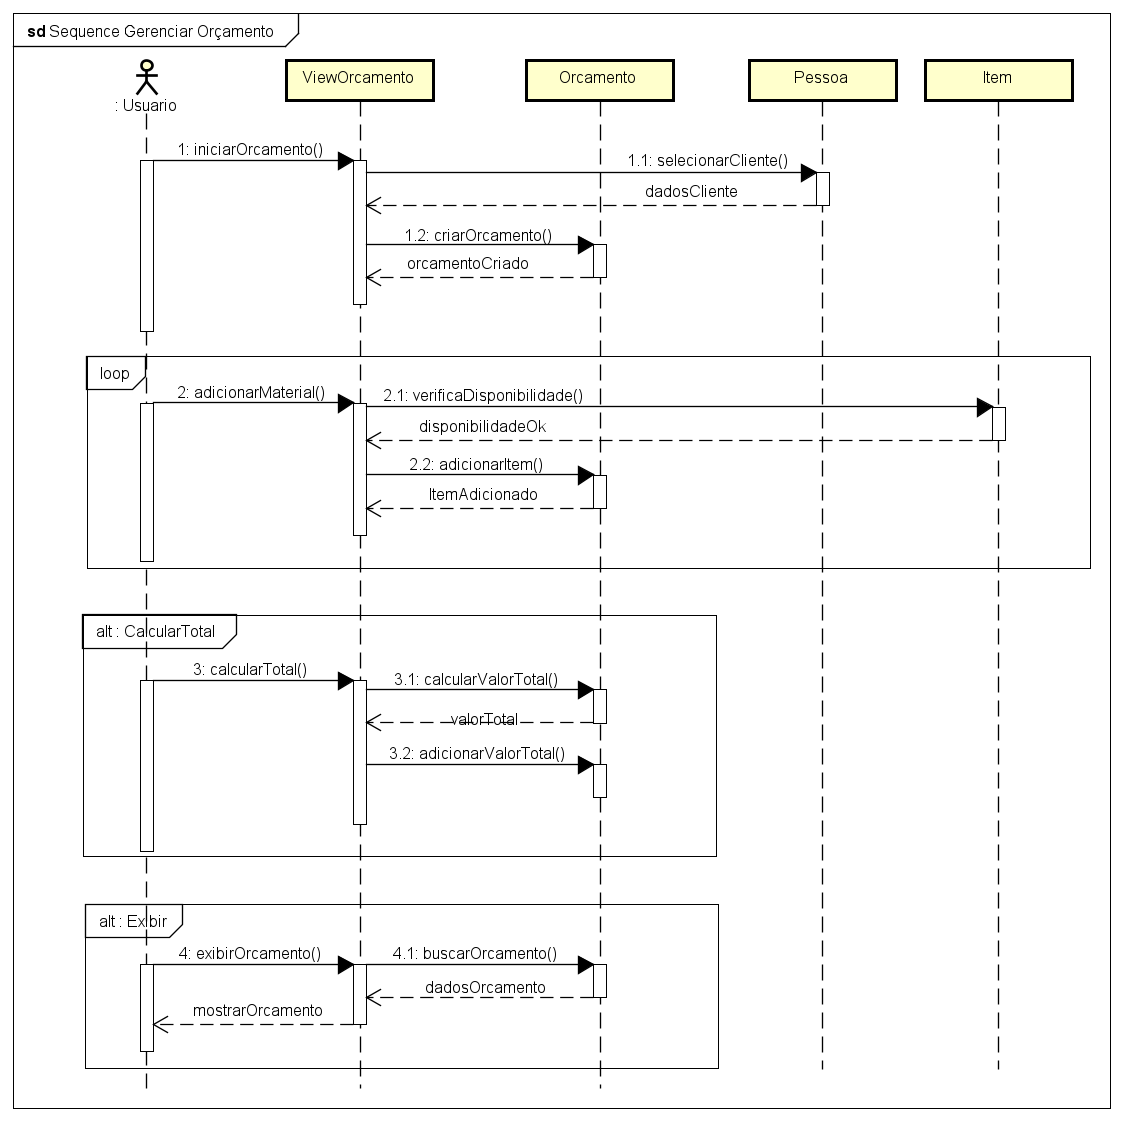 sd Sequence Gerenciar Orçamento
: Usuario
ViewOrcamento
Orcamento
Pessoa
Item
1: iniciarOrcamento()
1.1: selecionarCliente()
dadosCliente
1.2: criarOrcamento()
orcamentoCriado
loop
2: adicionarMaterial()
2.1: verificaDisponibilidade()
disponibilidadeOk
2.2: adicionarItem()
ItemAdicionado
alt : CalcularTotal
3: calcularTotal()
3.1: calcularValorTotal()
valorTotal
3.2: adicionarValorTotal()
alt : Exibir
4: exibirOrcamento()
4.1: buscarOrcamento()
dadosOrcamento
mostrarOrcamento